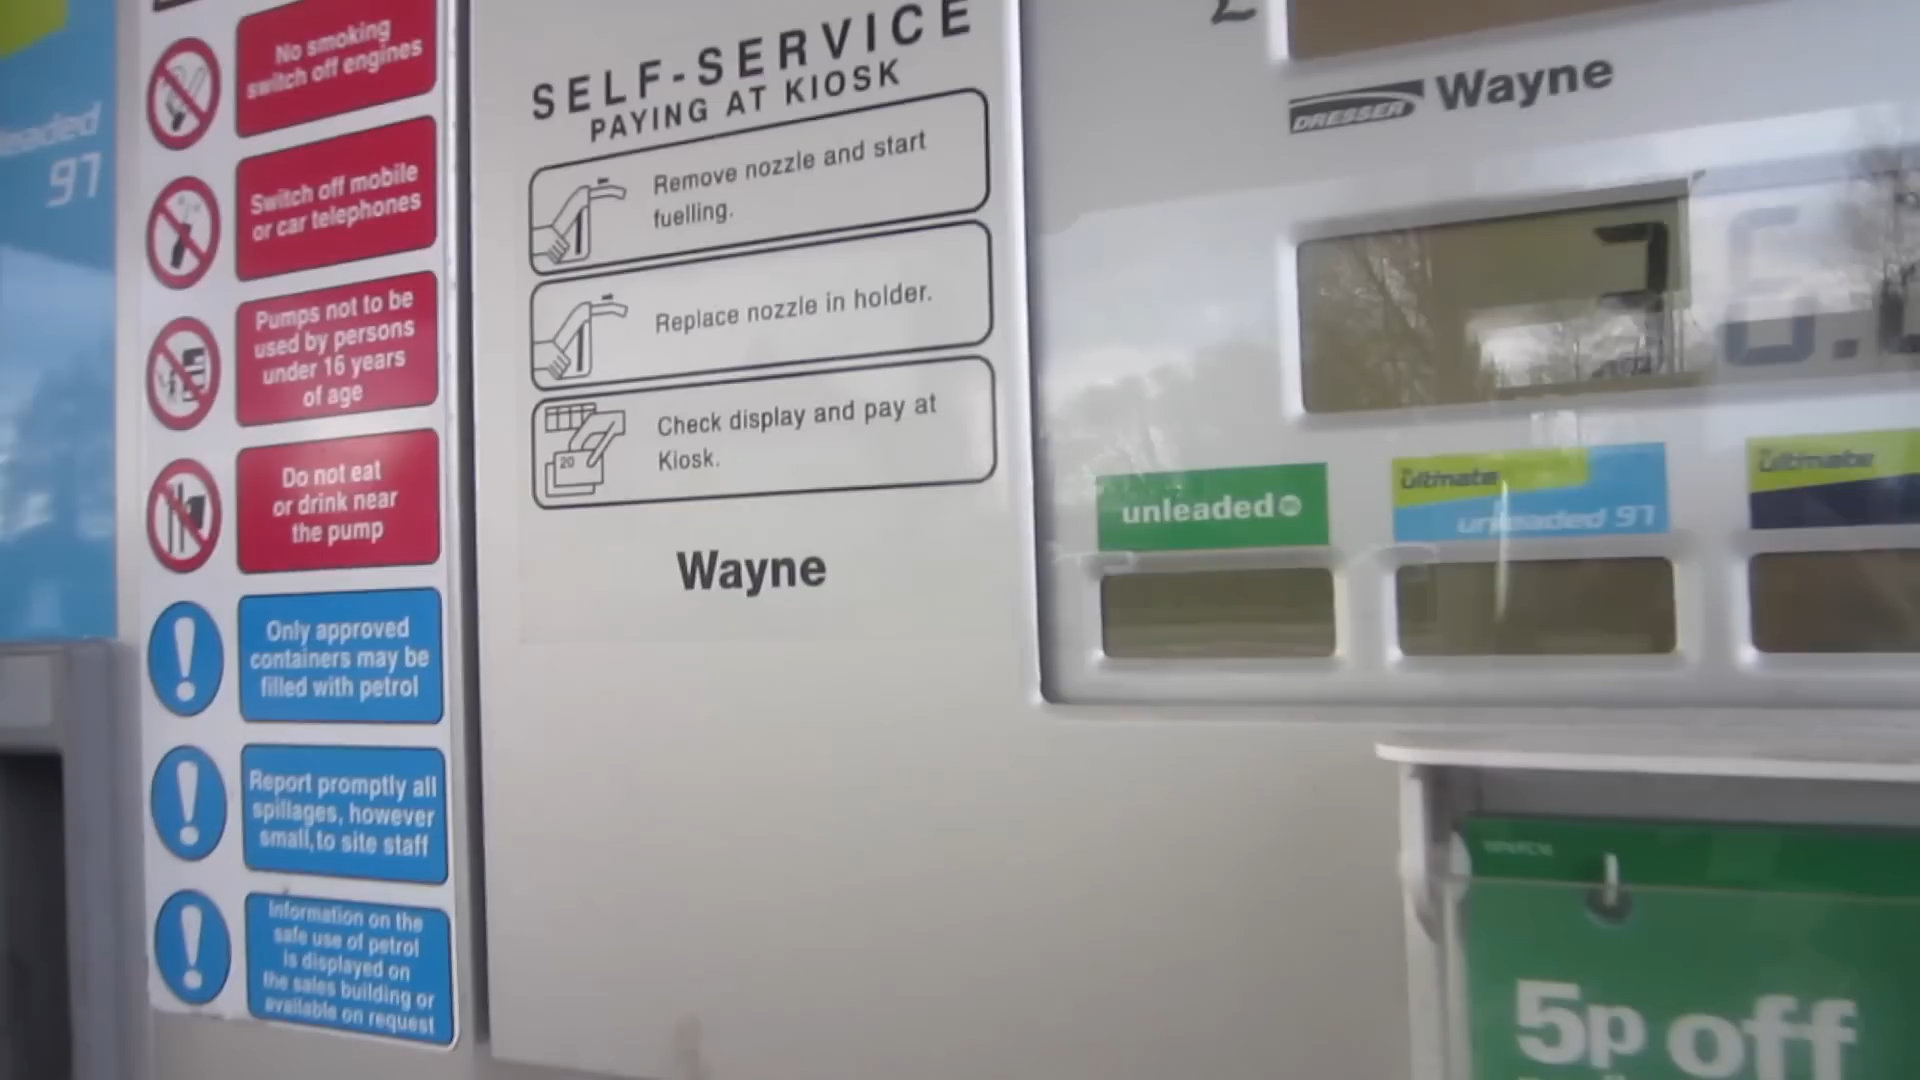 leaded
97
No smoking
switch off engines
Switch off mobile
or car telephones
Pumps not to be
used by persons
under 16 years
of age
Do not eat
or drink near
the pump
Only approved
containers may be
filled with petrol
Report promptly all
spillages, however
small, to site staff
Information on the
safe use of petrol
is displayed on
the sales building or
available on request
SELF-SERVICE
PAYING AT KIOSK
Remove nozzle and start
fuelling.
Replace nozzle in holder.
Check display and pay at
Kiosk.
20
Wayne
£
DRESSER Wayne
36.
unleaded
ultimate
unleaded 97
ultimate
5p off